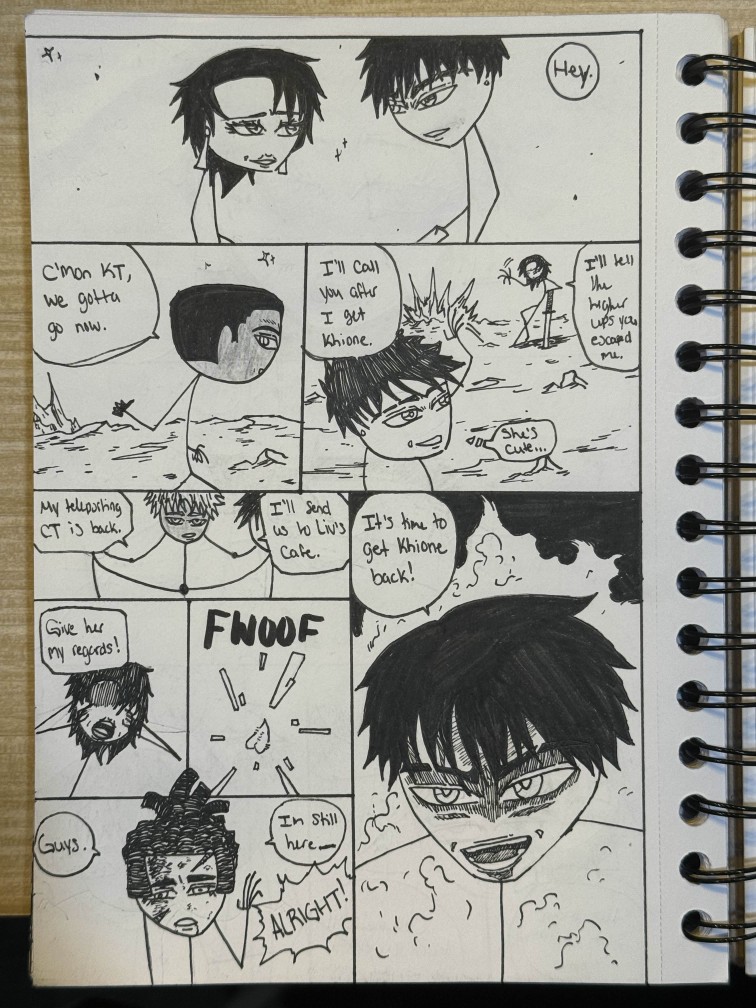 Hey.
C'mon KT,
we gotta
go now.
I'll call
you after
I get
Khione.
I'll tell
the
higher
ups you
escaped
me.
She's
cute...
My teleporting
CT is back.
I'll send
us to Liv's
Cafe.
It's time to
get Khione
back!
Give her
my regards!
FWOOF
Guys.
I'm still
here
ALRIGHT!